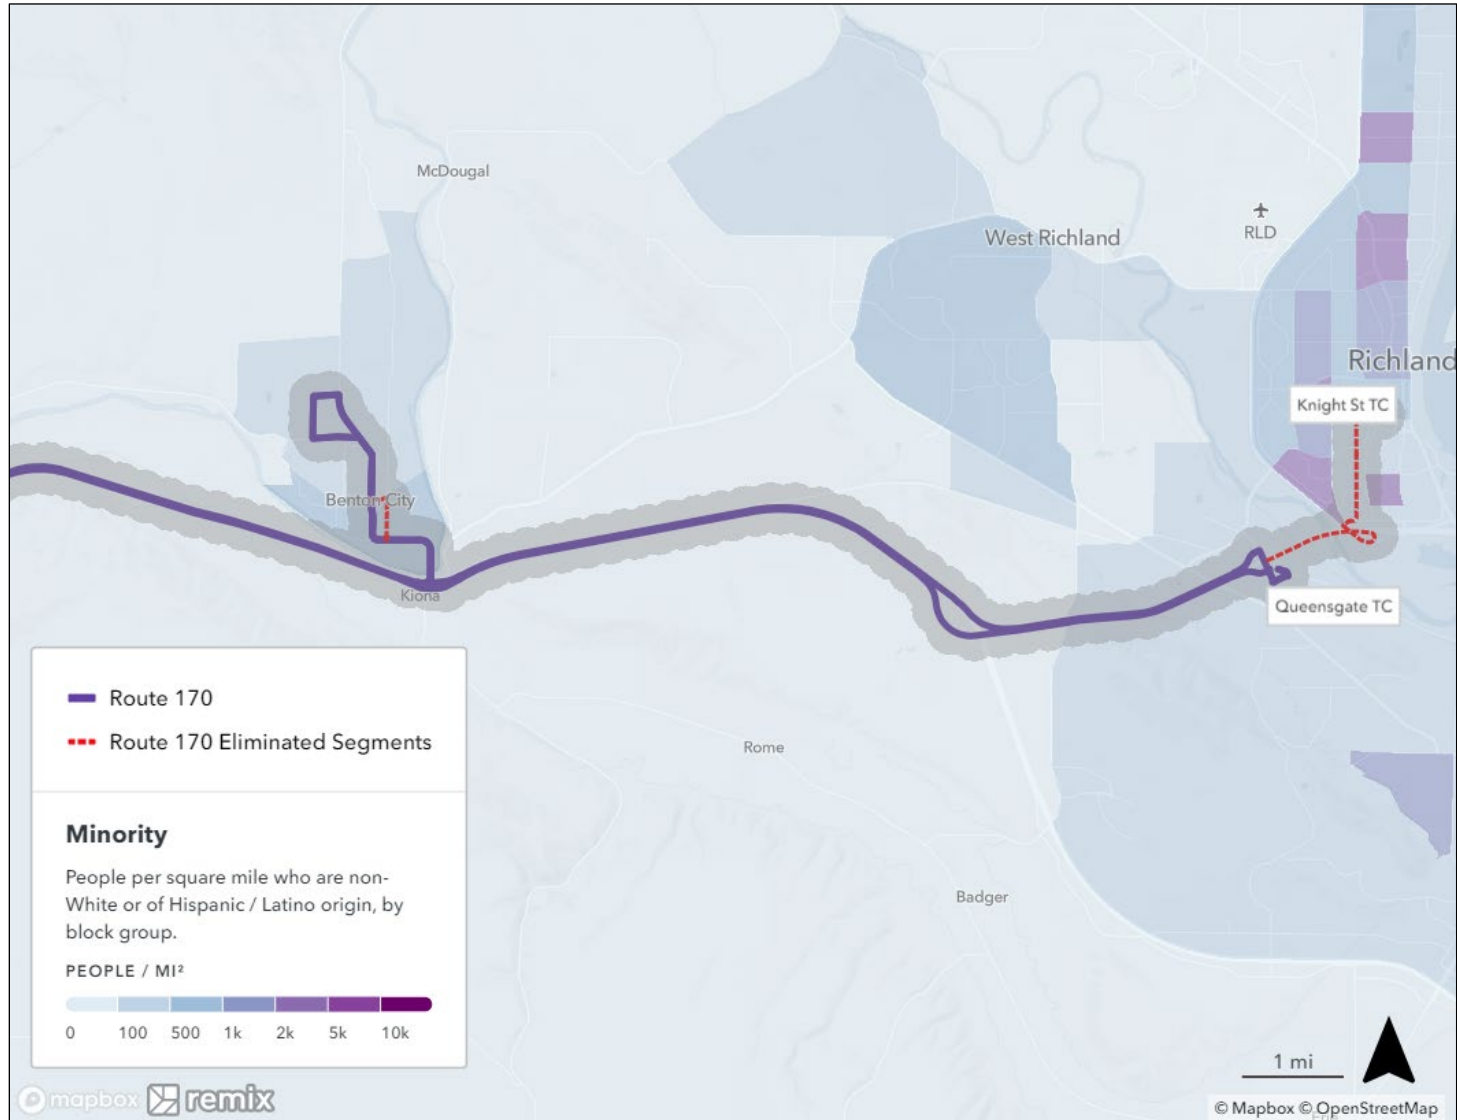 McDougal
West Richland
RLD
Richland
Knight St TC
Benton City
Kiona
Queensgate TC
Route 170
Route 170 Eliminated Segments
Rome
Minority
People per square mile who are non-
White or of Hispanic / Latino origin, by
block group.
PEOPLE / MI²
0 100 500 1k 2k 5k 10k
Badger
1 mi
mapbox remix
© Mapbox © OpenStreetMap